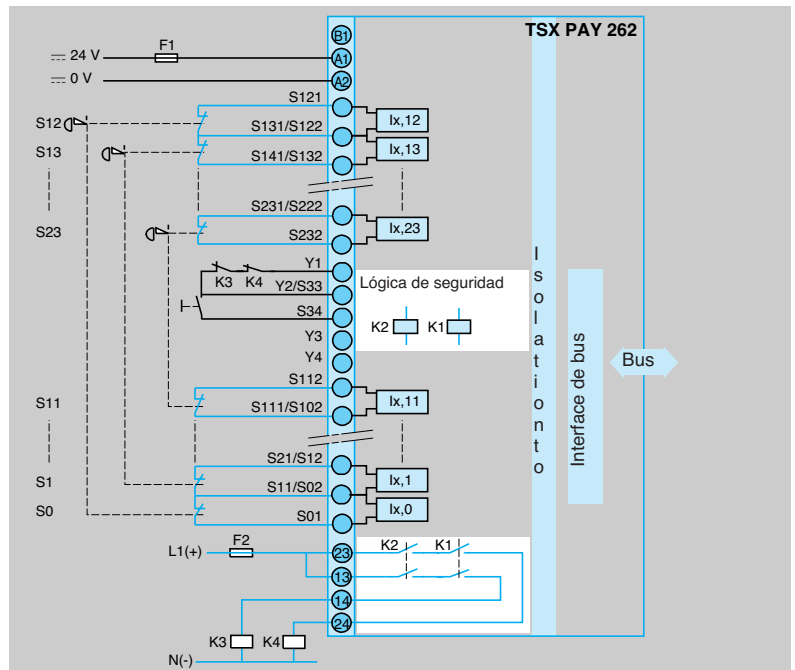 TSX PAY 262
B1
24 V F1 A1
0 V A2
S121
S12 Ix,12
S131/S122
S13 Ix,13
S141/S132
S231/S222
S23 Ix,23
S232
Y1
K3 K4 Lógica de seguridad
Y2/S33
S34 K2 K1
Y3
Y4
S112
S11 Ix,11
S111/S102
S21/S12
S1 Ix,1
S11/S02
S0 Ix,0
S01
L1(+) F2 23 K2 K1
13
14
24
K3 K4
N(-)
Isolationto
Interface de bus
Bus